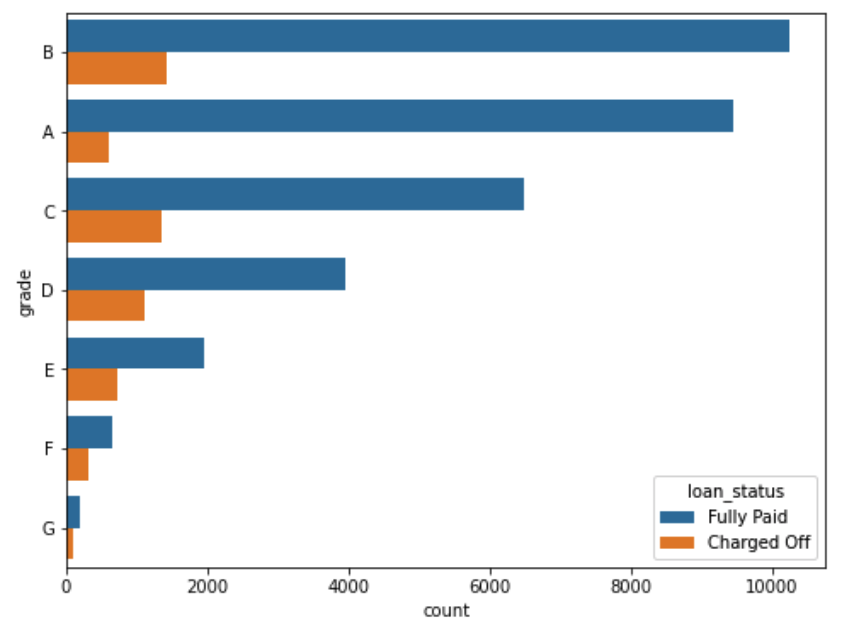 B
A
C
D
E
F
G
grade
0 2000 4000 6000 8000 10000
count
loan_status
Fully Paid
Charged Off